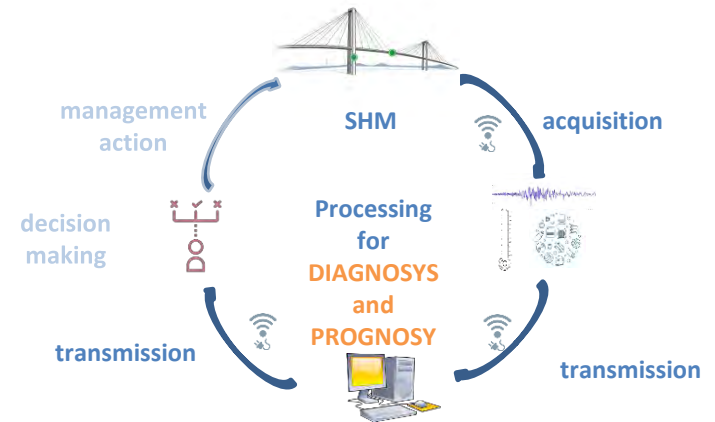 SHM
acquisition
management
action
Processing
for
DIAGNOSYS
and
PROGNOSY
decision
making
transmission
transmission